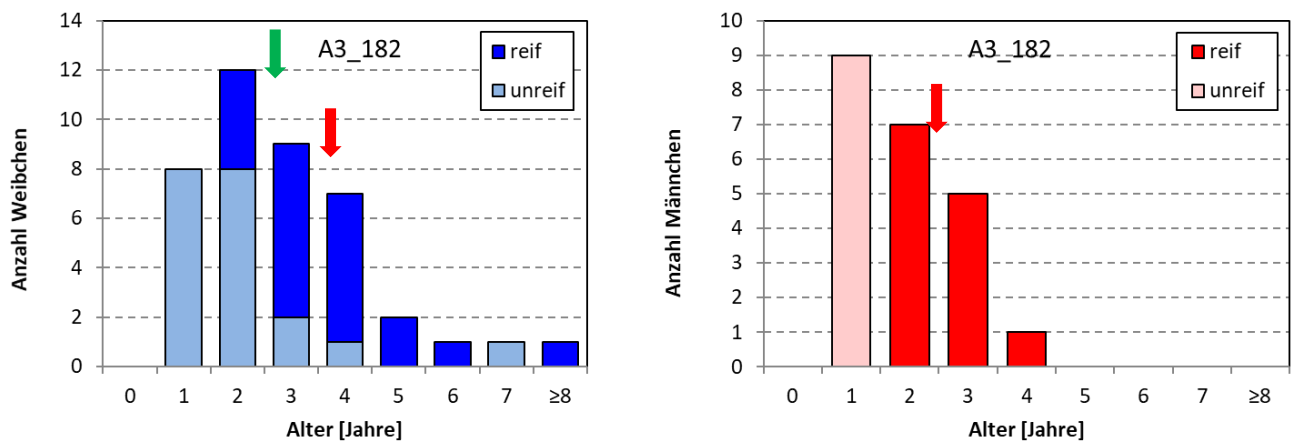 14
12
10
8
6
4
2
0
Anzahl Weibchen
A3_182
reif
unreif
0 1 2 3 4 5 6 7 ≥8
Alter [Jahre]
10
9
8
7
6
5
4
3
2
1
0
Anzahl Männchen
A3_182
reif
unreif
0 1 2 3 4 5 6 7 ≥8
Alter [Jahre]